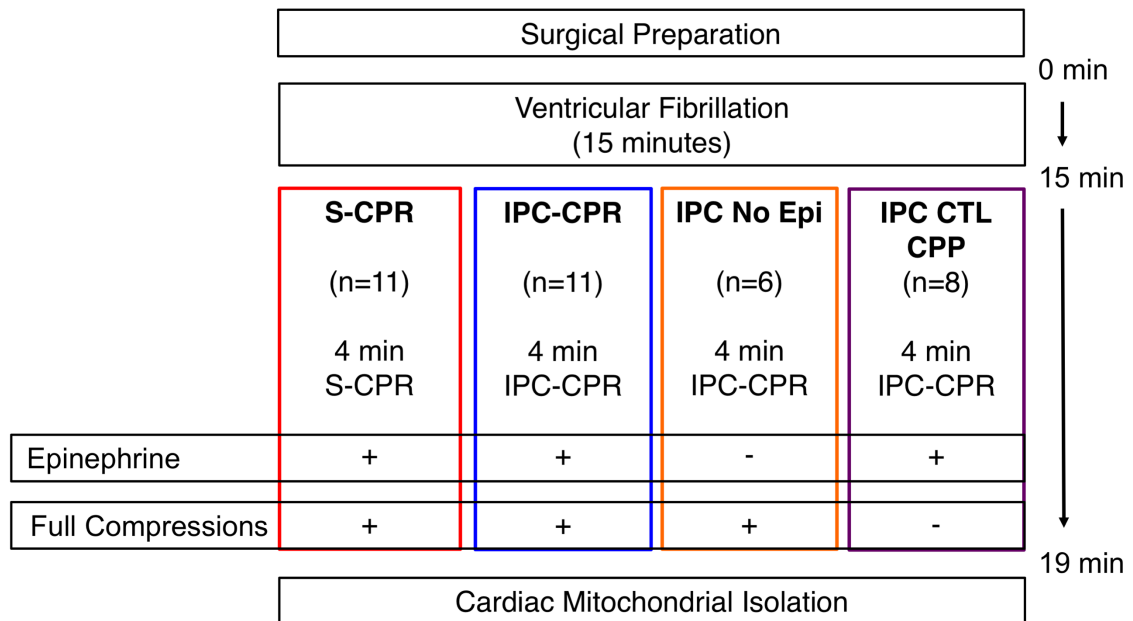 Surgical Preparation
0 min
Ventricular Fibrillation
(15 minutes)
15 min
S-CPR
(n=11)
4 min
S-CPR
IPC-CPR
(n=11)
4 min
IPC-CPR
IPC No Epi
(n=6)
4 min
IPC-CPR
IPC CTL
CPP
(n=8)
4 min
IPC-CPR
Epinephrine + + - +
Full Compressions + + + -
19 min
Cardiac Mitochondrial Isolation